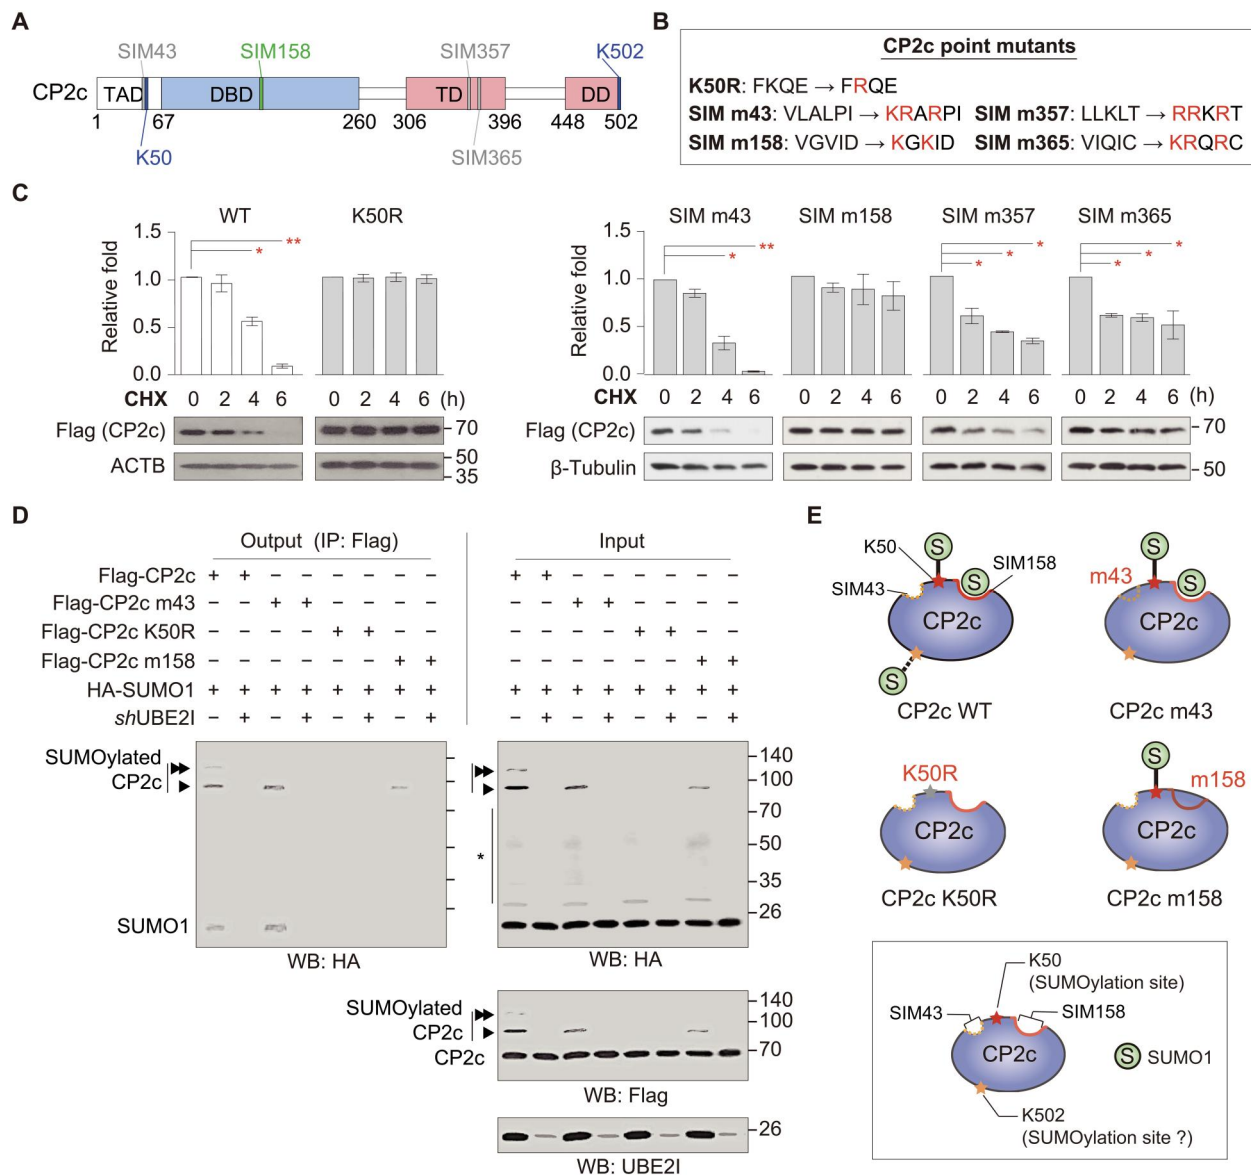 A
SIM43 SIM158 SIM357 K502
CP2c TAD DBD TD DD
1 67 260 306 396 448 502
K50 SIM365
B
CP2c point mutants
K50R: FKQE → FRQE
SIM m43: VLALPI → KRARPI SIM m357: LLKLT → RRKRT
SIM m158: VGVID → KGKID SIM m365: VIQIC → KRQRC
C
WT K50R
Relative fold
1.5
1.0
0.5
0.0
* **
CHX 0 2 4 6 0 2 4 6 (h)
Flag (CP2c) - 70
ACTB - 50
- 35
SIM m43 SIM m158 SIM m357 SIM m365
Relative fold
1.5
1.0
0.5
0.0
** * * * * * * *
CHX 0 2 4 6 0 2 4 6 0 2 4 6 0 2 4 6 (h)
Flag (CP2c) - 70
β-Tubulin - 50
D
Output (IP: Flag) Input
Flag-CP2c + + − − − − − − + + − − − − − −
Flag-CP2c m43 − − + + − − − − − − + + − − − −
Flag-CP2c K50R − − − − + + − − − − − − + + − −
Flag-CP2c m158 − − − − − − + + − − − − − − + +
HA-SUMO1 + + + + + + + + + + + + + + + +
shUBE2I − + − + − + − + − + − + − + − +
SUMOylated
CP2c
SUMO1
WB: HA
*
140
100
70
50
35
26
WB: HA
SUMOylated
CP2c
CP2c
140
100
70
WB: Flag
26
WB: UBE2I
E
K50 S S SIM158
SIM43
CP2c
S
CP2c WT
S
m43 S
CP2c
CP2c m43
K50R
CP2c
CP2c K50R
S
m158
CP2c
CP2c m158
K50
(SUMOylation site)
SIM43 SIM158
CP2c S SUMO1
K502
(SUMOylation site ?)